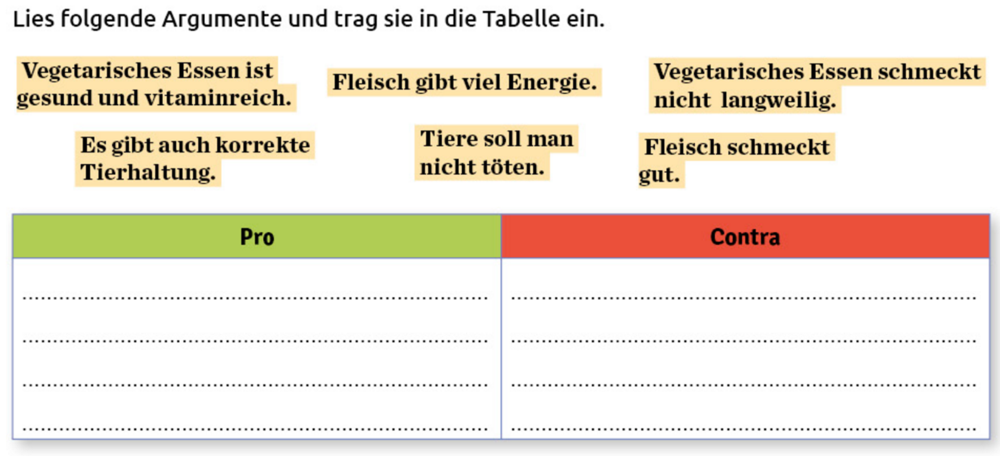 Lies folgende Argumente und trag sie in die Tabelle ein.
Vegetarisches Essen ist
gesund und vitaminreich.
Fleisch gibt viel Energie.
Vegetarisches Essen schmeckt
nicht langweilig.
Es gibt auch korrekte
Tierhaltung.
Tiere soll man
nicht töten.
Fleisch schmeckt
gut.
Pro
Contra